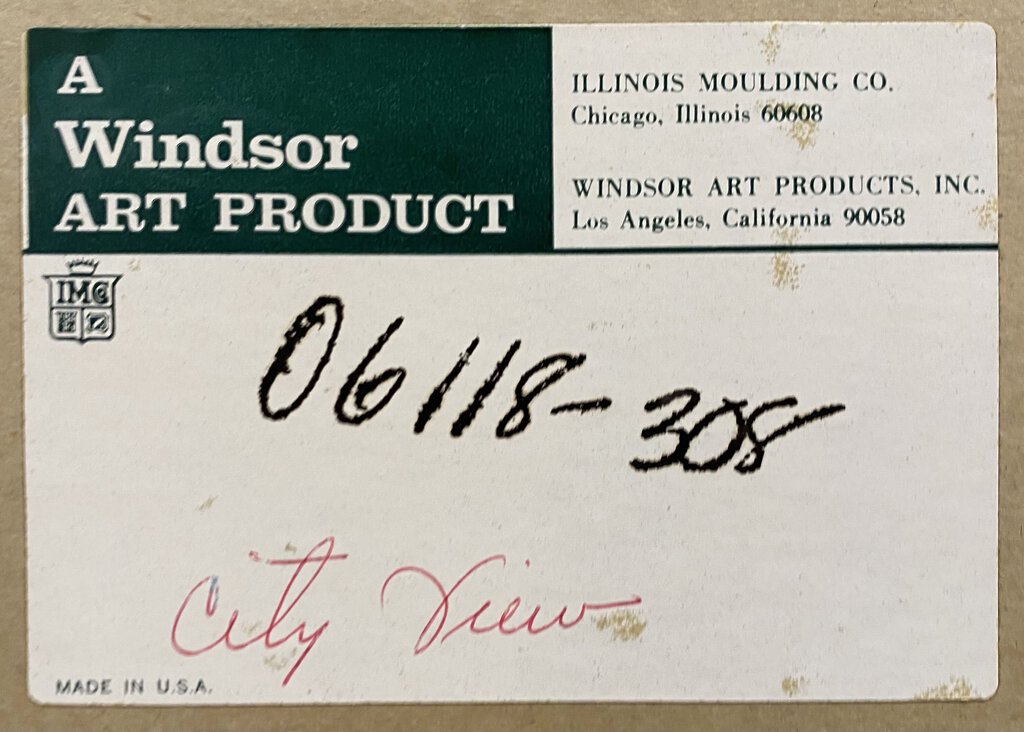 A
Windsor
ART PRODUCT
ILLINOIS MOULDING CO.
Chicago, Illinois 60608
WINDSOR ART PRODUCTS, INC.
Los Angeles, California 90058
IMC
06118-308
City View
MADE IN U.S.A.